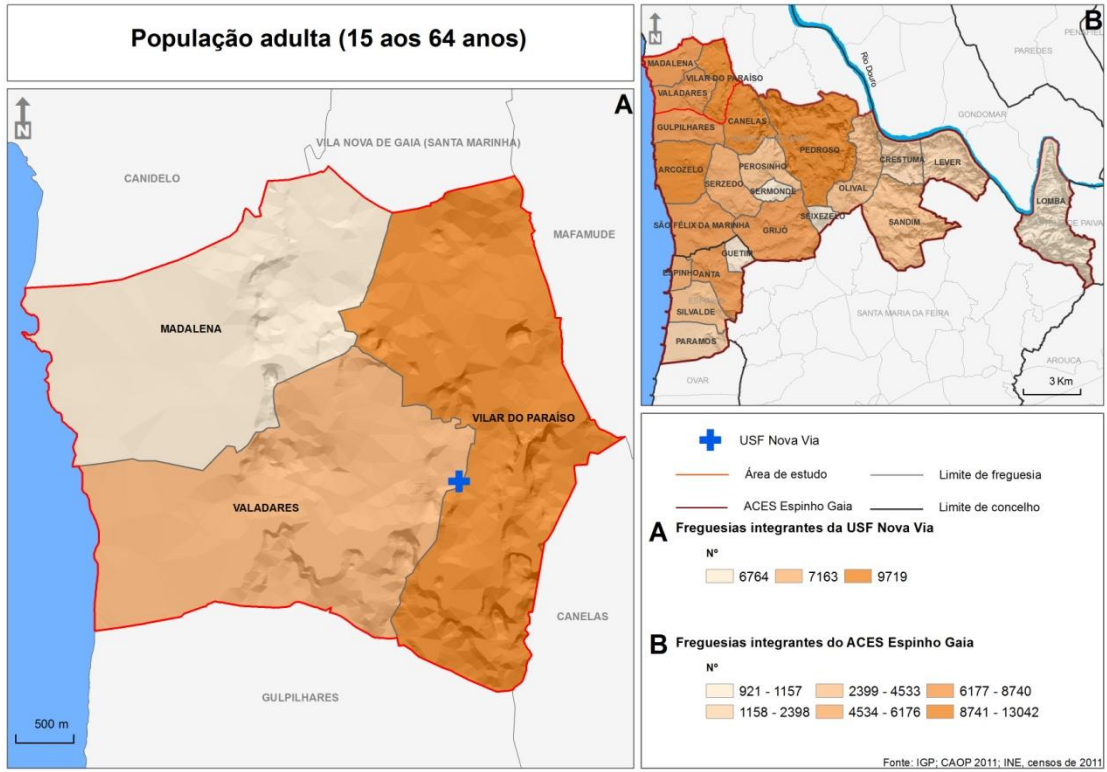 População adulta (15 aos 64 anos)
N
A
VILA NOVA DE GAIA (SANTA MARINHA)
CANIDELO
MAFAMUDE
MADALENA
VILAR DO PARAÍSO
VALADARES
CANELAS
GULPILHARES
500 m
N
B
PENAFIEL
PAREDES
Rio Douro
MADALENA
VILAR DO PARAÍSO
VALADARES
GONDOMAR
GULPILHARES
CANELAS
PEDROSO
CRESTUMA
LEVER
PEROSINHO
ARCOZELO
SERZEDO
SERMONDE
OLIVAL
LOMBA
SEIXEZELO
SANDIM
SÃO FÉLIX DA MARINHA
GRIJÓ
GUETIM
ESPINHO
ANTA
SILVALDE
SANTA MARIA DA FEIRA
PARAMOS
AROUCA
OVAR
3 Km
USF Nova Via
Área de estudo
Limite de freguesia
ACES Espinho Gaia
Limite de concelho
A Freguesias integrantes da USF Nova Via
Nº
6764 7163 9719
B Freguesias integrantes do ACES Espinho Gaia
Nº
921 - 1157 2399 - 4533 6177 - 8740
1158 - 2398 4534 - 6176 8741 - 13042
Fonte: IGP; CAOP 2011; INE, censos de 2011